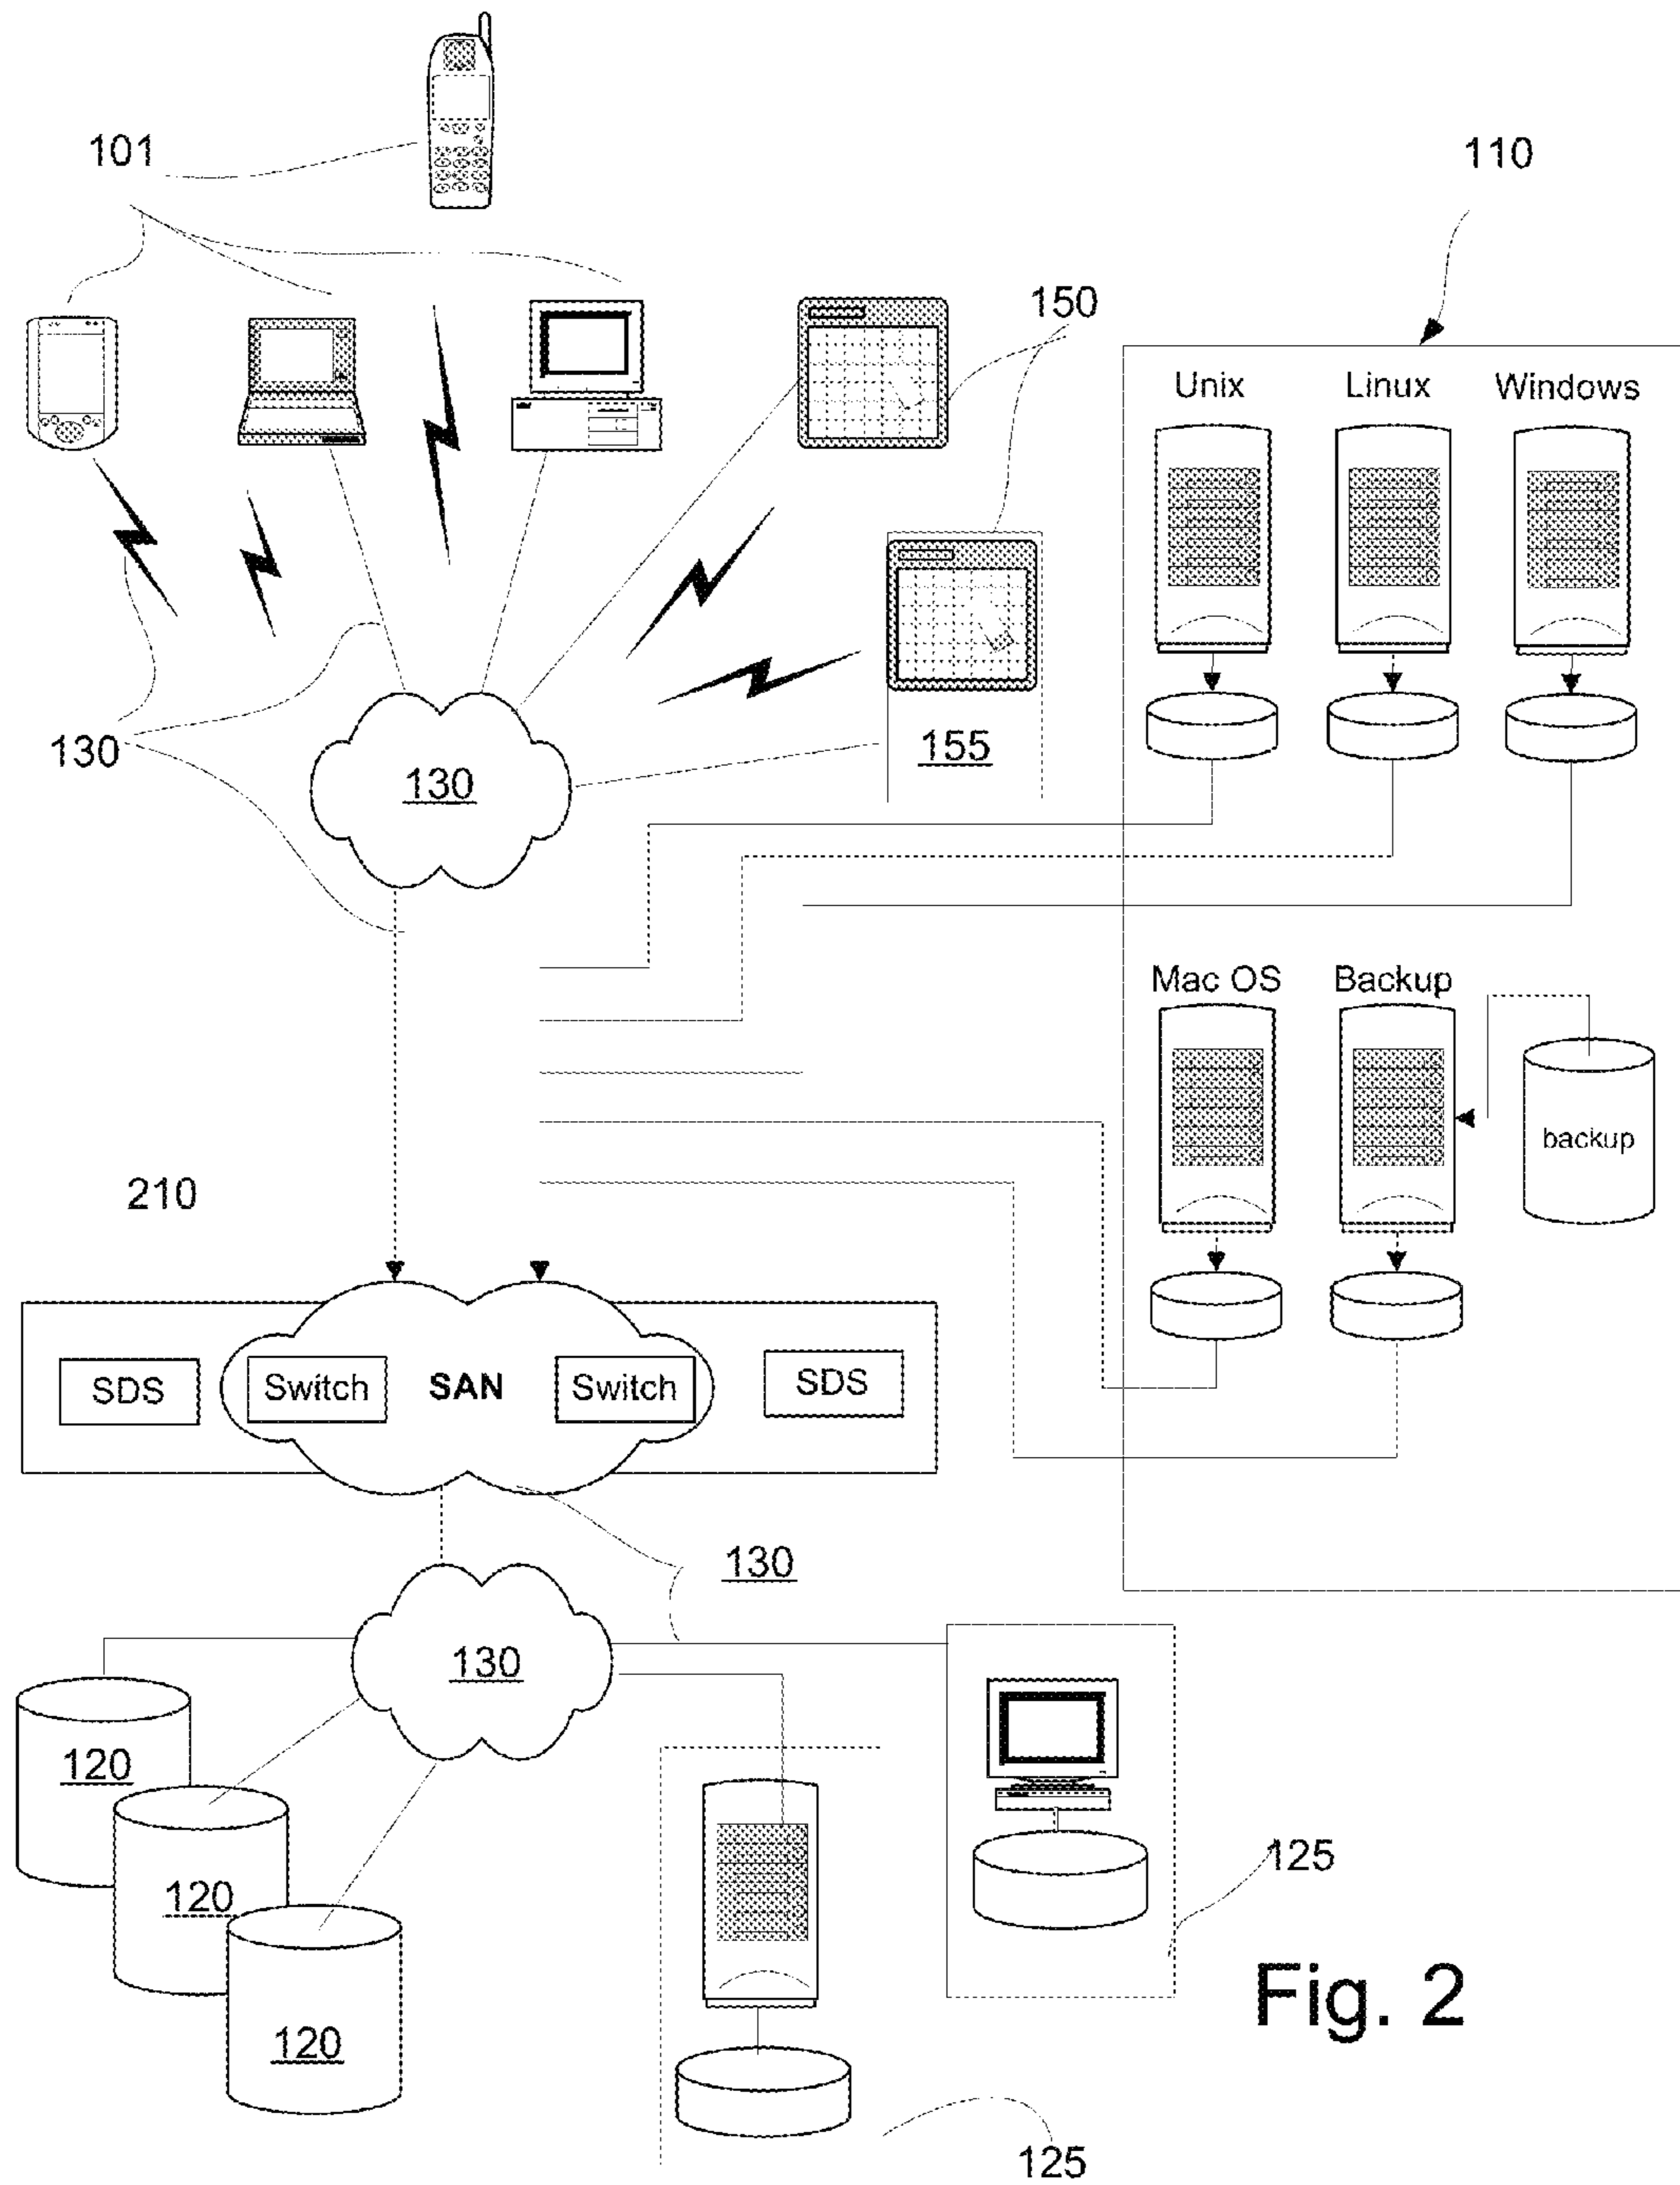 101
110
150
Unix Linux Windows
130
130
155
Mac OS Backup
backup
210
SDS Switch SAN Switch SDS
130
130
120
120
120
125
125
Fig. 2